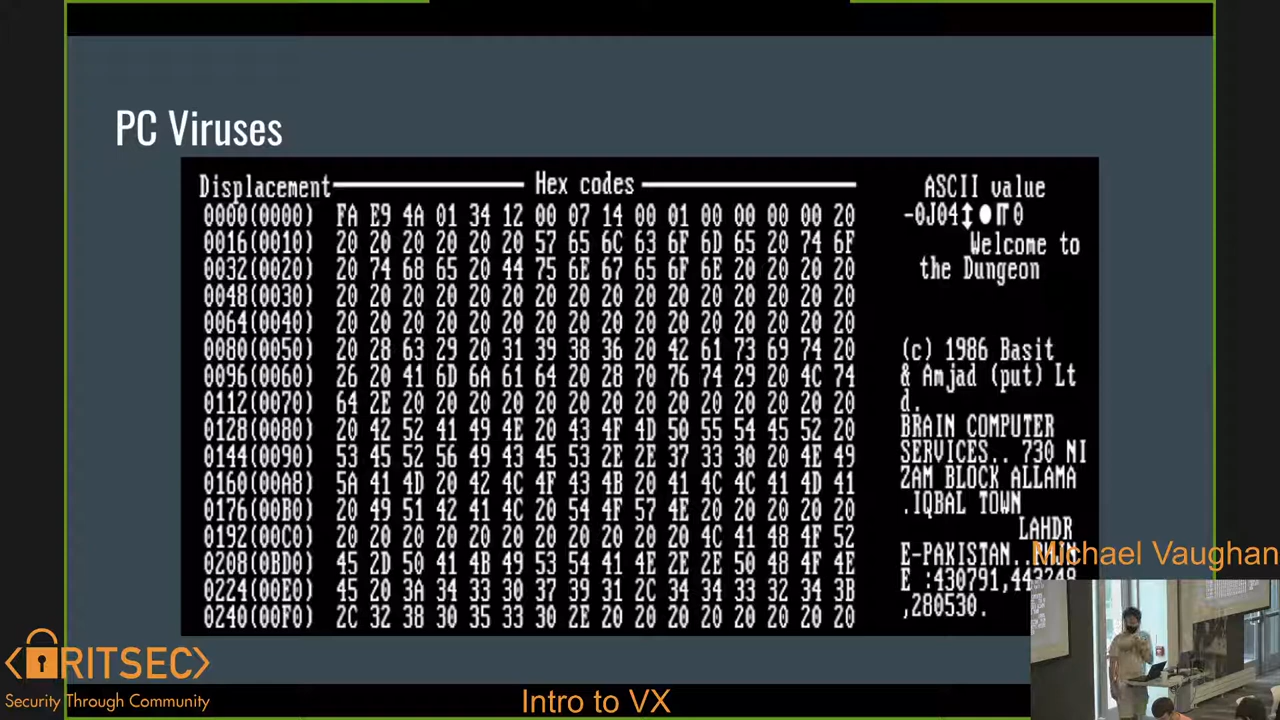 PC Viruses
Displacement Hex codes ASCII value
0000(0000) FA E9 4A 01 34 12 00 07 14 00 01 00 00 00 00 20 -0J04↕●
0016(0010) 20 20 20 20 20 20 57 65 6C 63 6F 6D 65 20 74 6F Welcome to
0032(0020) 20 74 68 65 20 44 75 6E 67 65 6F 6E 20 20 20 20 the Dungeon
0048(0030) 20 20 20 20 20 20 20 20 20 20 20 20 20 20 20 20
0064(0040) 20 20 20 20 20 20 20 20 20 20 20 20 20 20 20 20
0080(0050) 20 28 63 29 20 31 39 38 36 20 42 61 73 69 74 20 (c) 1986 Basit
0096(0060) 26 20 41 6D 6A 61 64 20 28 70 76 74 29 20 4C 74 & Amjad (put) Lt
0112(0070) 64 2E 20 20 20 20 20 20 20 20 20 20 20 20 20 20 d.
0128(0080) 20 42 52 41 49 4E 20 43 4F 4D 50 55 54 45 52 20 BRAIN COMPUTER
0144(0090) 53 45 52 56 49 43 45 53 2E 2E 37 33 30 20 4E 49 SERVICES.. 730 NI
0160(00A8) 5A 41 4D 20 42 4C 4F 43 4B 20 41 4C 4C 41 4D 41 ZAM BLOCK ALLAMA
0176(00B0) 20 49 51 42 41 4C 20 54 4F 57 4E 20 20 20 20 20 .IQBAL TOWN
0192(00C0) 20 20 20 20 20 20 20 20 20 20 20 4C 41 48 4F 52 LAHDR
0208(0BD0) 45 2D 50 41 4B 49 53 54 41 4E 2E 2E 50 48 4F 4E E-PAKISTAN..
0224(00E0) 45 20 3A 34 33 30 37 39 31 2C 34 34 33 32 34 3B E :430791,443248
0240(00F0) 2C 32 38 30 35 33 30 2E 20 20 20 20 20 20 20 20 ,280530.
Michael Vaughan
RITSEC
Security Through Community
Intro to VX